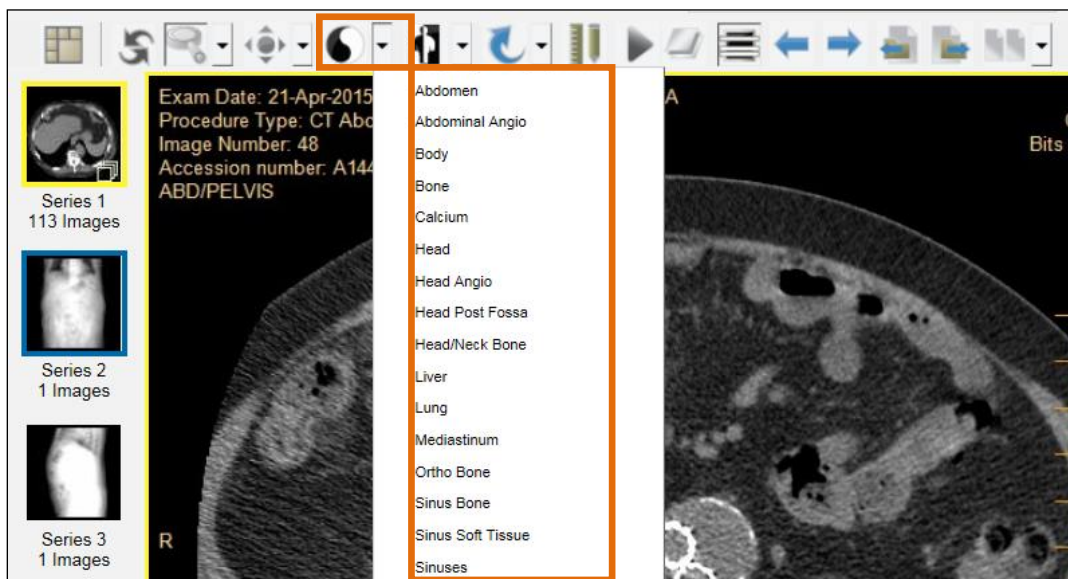 Exam Date: 21-Apr-2015
Procedure Type: CT Abd
Image Number: 48
Accession number: A144
ABD/PELVIS
A
Bits
R
Series 1
113 Images
Series 2
1 Images
Series 3
1 Images
Abdomen
Abdominal Angio
Body
Bone
Calcium
Head
Head Angio
Head Post Fossa
Head/Neck Bone
Liver
Lung
Mediastinum
Ortho Bone
Sinus Bone
Sinus Soft Tissue
Sinuses